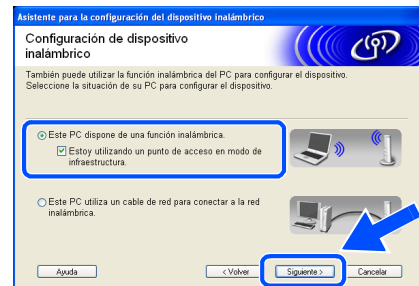 Asistente para la configuración del dispositivo inalámbrico
Configuración de dispositivo
inalámbrico
También puede utilizar la función inalámbrica del PC para configurar el dispositivo.
Seleccione la situación de su PC para configurar el dispositivo.
Este PC dispone de una función inalámbrica.
Estoy utilizando un punto de acceso en modo de
infraestructura.
Este PC utiliza un cable de red para conectar a la red
inalámbrica.
Ayuda
< Volver
Siguiente >
Cancelar